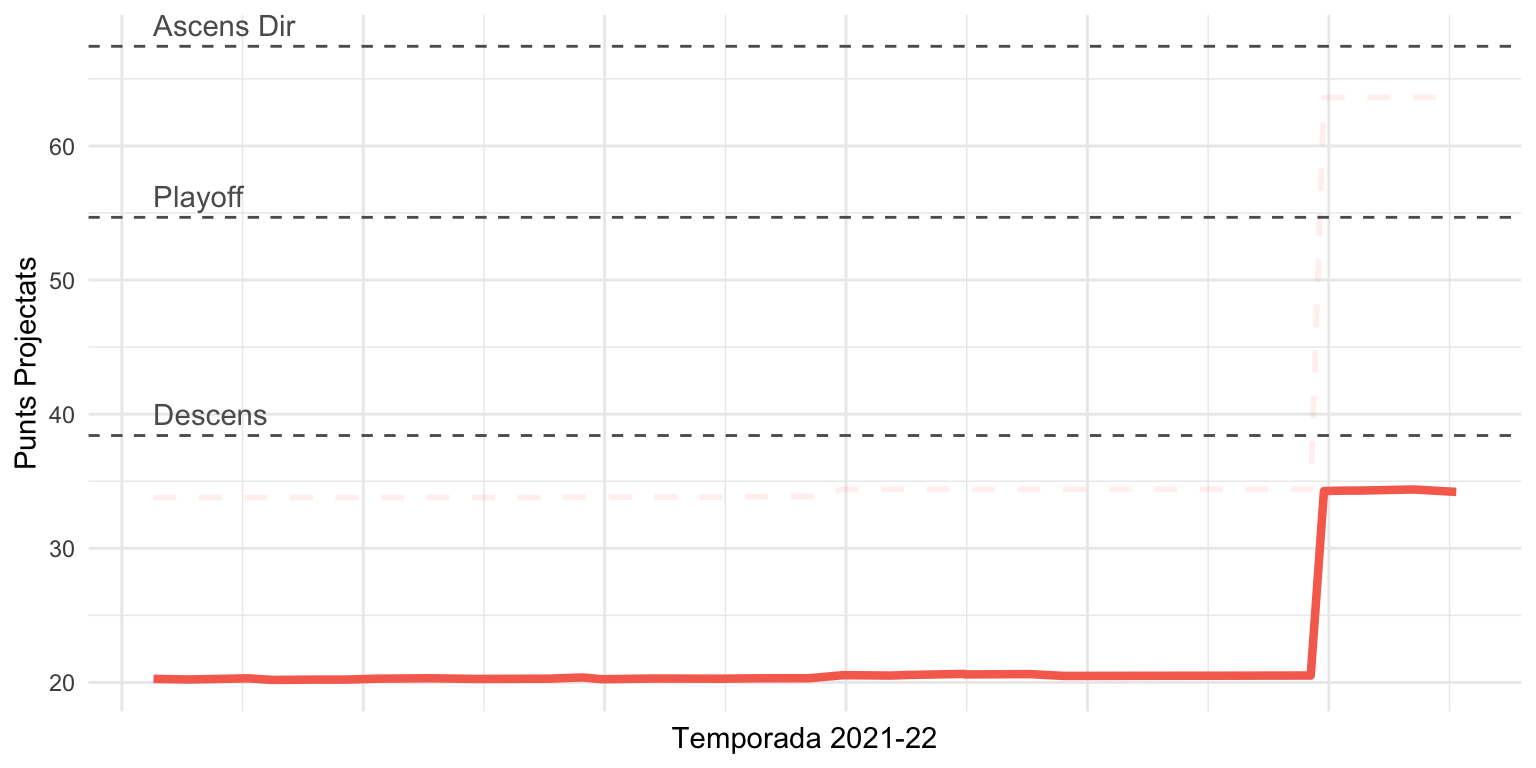 Ascens Dir
60
Playoff
50
Descens
40
30
20
Punts Projectats
Temporada 2021-22